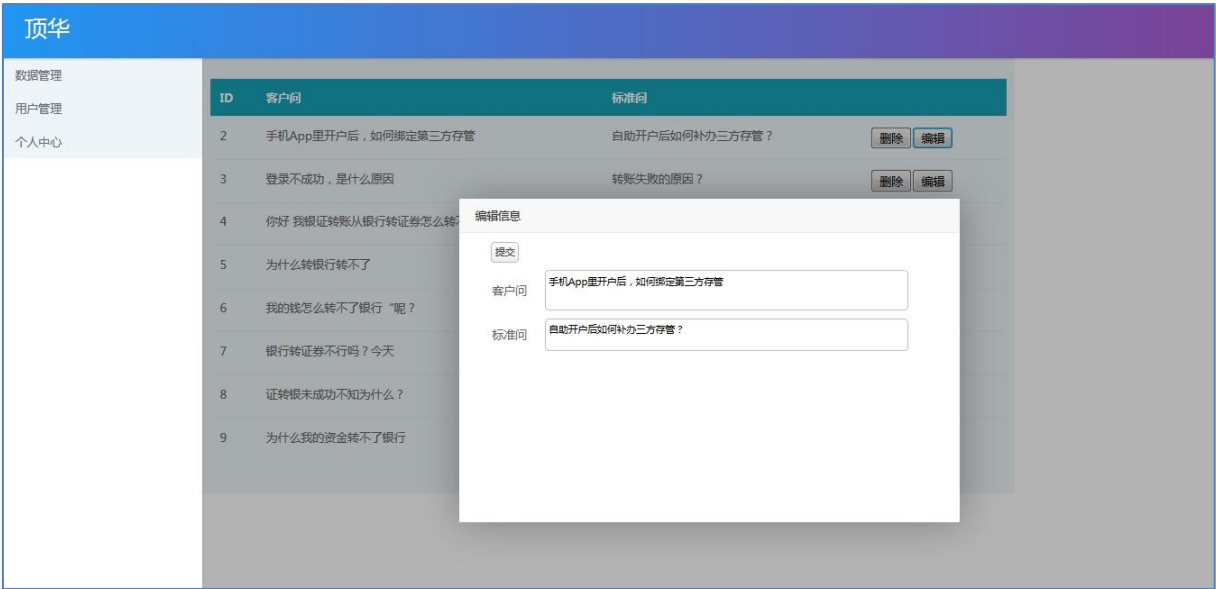 顶华
数据管理
用户管理
个人中心
ID 客户问 标准问
2 手机App里开户后，如何绑定第三方存管 自助开户后如何补办三方存管？ 删除 编辑
3 登录不成功，是什么原因 转账失败的原因？ 删除 编辑
4 你好 我银证转账从银行转证券怎么转
5 为什么转银行转不了
6 我的钱怎么转不了银行“呢？
7 银行转证券不行吗？今天
8 证转银未成功不知为什么？
9 为什么我的资金转不了银行
编辑信息
提交
客户问 手机App里开户后，如何绑定第三方存管
标准问 自助开户后如何补办三方存管？